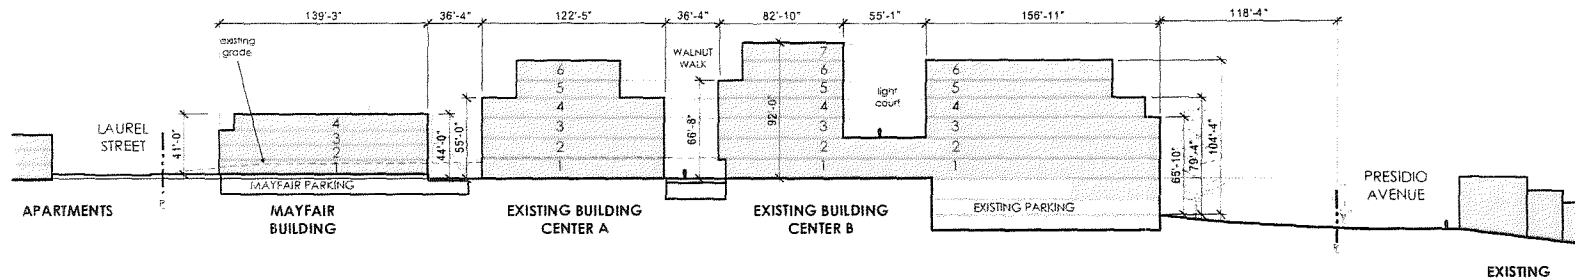 139'-3"
36'-4"
122'-5"
36'-4"
82'-10"
55'-1"
156'-11"
118'-4"
existing
grade
WALNUT
WALK
light
court
LAUREL
STREET
41'-0"
4
3
2
1
44'-0"
55'-0"
6
5
4
3
2
1
66'-8"
92'-0"
7
6
5
4
3
2
1
6
5
4
3
2
1
79'-4"
104'-4"
PRESIDIO
AVENUE
MAYFAIR PARKING
EXISTING PARKING
APARTMENTS
MAYFAIR
BUILDING
EXISTING BUILDING
CENTER A
EXISTING BUILDING
CENTER B
EXISTING